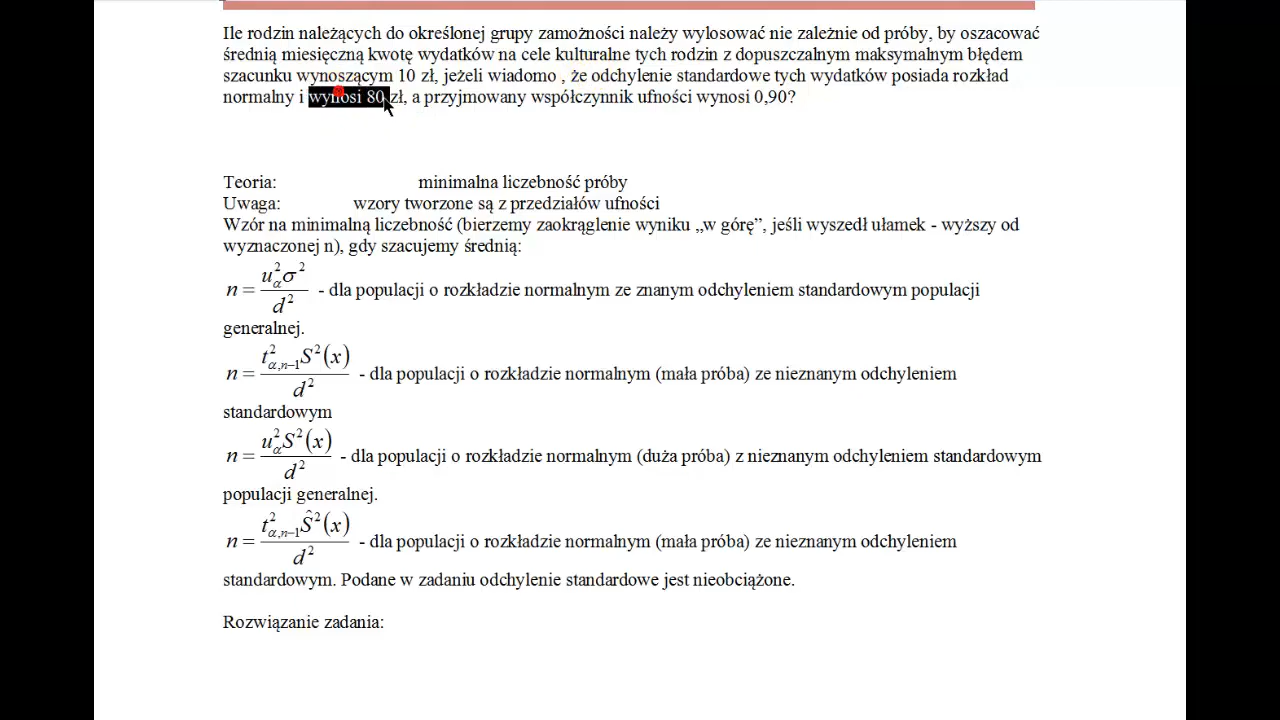 Ile rodzin należących do określonej grupy zamożności należy wylosować nie zależnie od próby, by oszacować
średnią miesięczną kwotę wydatków na cele kulturalne tych rodzin z dopuszczalnym maksymalnym błędem
szacunku wynoszącym 10 zł, jeżeli wiadomo , że odchylenie standardowe tych wydatków posiada rozkład
normalny i wynosi 80 zł, a przyjmowany współczynnik ufności wynosi 0,90?
Teoria: minimalna liczebność próby
Uwaga: wzory tworzone są z przedziałów ufności
Wzór na minimalną liczebność (bierzemy zaokrąglenie wyniku „w górę”, jeśli wyszedł ułamek - wyższy od
wyznaczonej n), gdy szacujemy średnią:
n = u²_α σ² / d² - dla populacji o rozkładzie normalnym ze znanym odchyleniem standardowym populacji
generalnej.
n = t²_α,n−1 S²(x) / d² - dla populacji o rozkładzie normalnym (mała próba) ze nieznanym odchyleniem
standardowym
n = u²_α S²(x) / d² - dla populacji o rozkładzie normalnym (duża próba) z nieznanym odchyleniem standardowym
populacji generalnej.
n = t²_α,n−1 Ŝ²(x) / d² - dla populacji o rozkładzie normalnym (mała próba) ze nieznanym odchyleniem
standardowym. Podane w zadaniu odchylenie standardowe jest nieobciążone.
Rozwiązanie zadania: